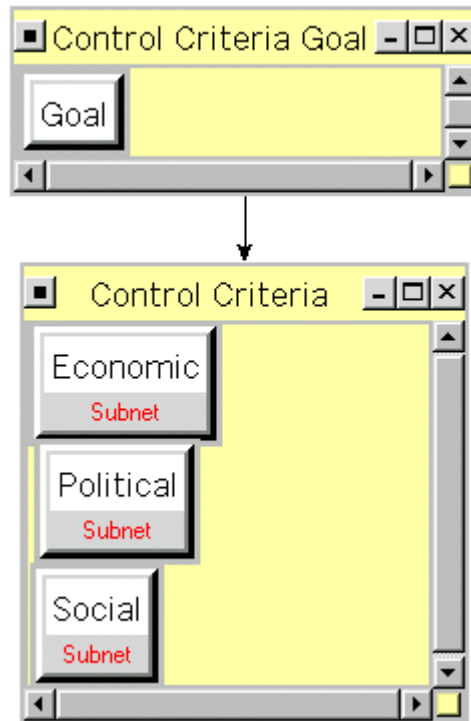 Control Criteria Goal
Goal
Control Criteria
Economic
Subnet
Political
Subnet
Social
Subnet